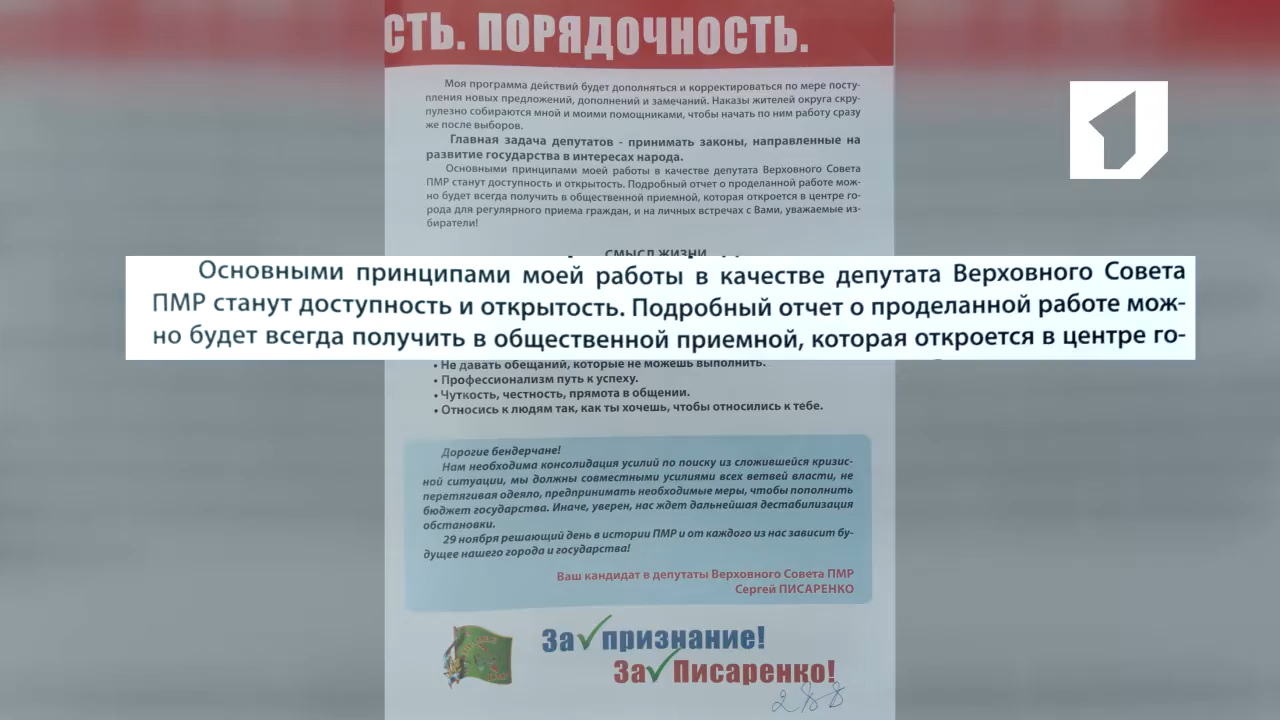 СТЬ. ПОРЯДОЧНОСТЬ.
Моя программа действий будет дополняться и корректироваться по мере посту-
пления новых предложений, дополнений и замечаний. Наказы жителей округа скру-
пулезно собираются мной и моими помощниками, чтобы начать по ним работу сразу
же после выборов.
Главная задача депутатов - принимать законы, направленные на
развитие государства в интересах народа.
Основными принципами моей работы в качестве депутата Верховного Совета
ПМР станут доступность и открытость. Подробный отчет о проделанной работе мож-
но будет всегда получить в общественной приемной, которая откроется в центре го-
рода для регулярного приема граждан, и на личных встречах с Вами, уважаемые из-
биратели!
СМЫСЛ ЖИЗНИ
Основными принципами моей работы в качестве депутата Верховного Совета
ПМР станут доступность и открытость. Подробный отчет о проделанной работе мож-
но будет всегда получить в общественной приемной, которая откроется в центре го-
• Не давать обещаний, которые не можешь выполнить.
• Профессионализм путь к успеху.
• Чуткость, честность, прямота в общении.
• Относись к людям так, как ты хочешь, чтобы относились к тебе.
Дорогие бендерчане!
Нам необходима консолидация усилий по поиску из сложившейся кризис-
ной ситуации, мы должны совместными усилиями всех ветвей власти, не
перетягивая одеяло, предпринимать необходимые меры, чтобы пополнить
бюджет государства. Иначе, уверен, нас ждет дальнейшая дестабилизация
обстановки.
29 ноября решающий день в истории ПМР и от каждого из нас зависит бу-
дущее нашего города и государства!
Ваш кандидат в депутаты Верховного Совета ПМР
Сергей ПИСАРЕНКО
За признание!
За Писаренко!
288